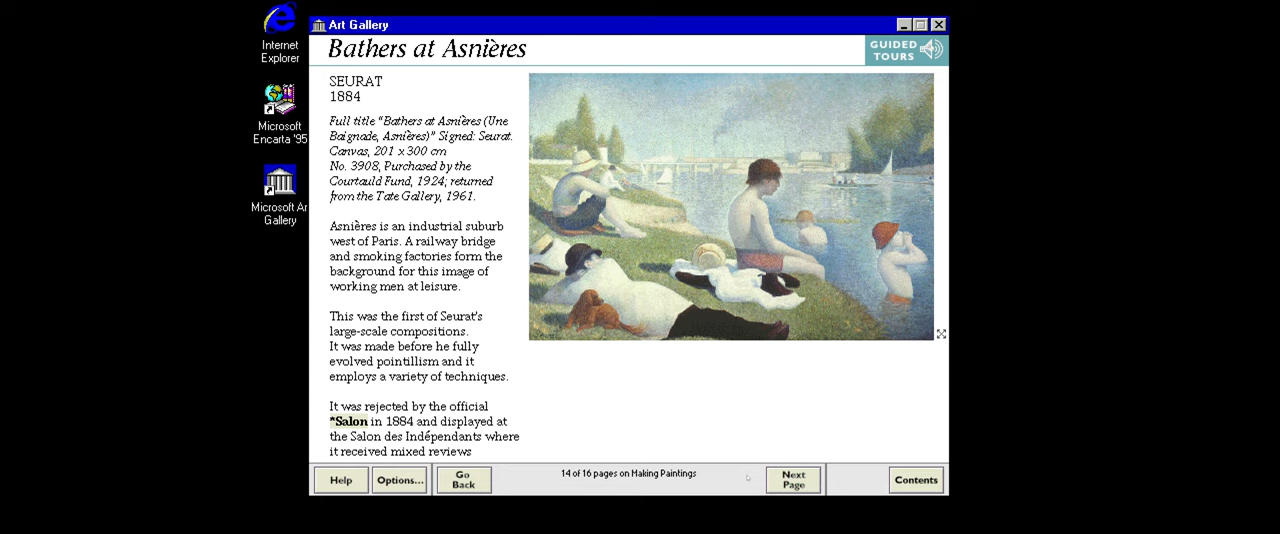 Internet
Explorer
Microsoft
Encarta '95
Microsoft Ar
Gallery
Art Gallery
Bathers at Asnières
GUIDED
TOURS
SEURAT
1884
Full title “Bathers at Asnières (Une
Baignade, Asnières)” Signed: Seurat.
Canvas, 201 x 300 cm
No. 3908, Purchased by the
Courtauld Fund, 1924; returned
from the Tate Gallery, 1961.
Asnières is an industrial suburb
west of Paris. A railway bridge
and smoking factories form the
background for this image of
working men at leisure.
This was the first of Seurat's
large-scale compositions.
It was made before he fully
evolved pointillism and it
employs a variety of techniques.
It was rejected by the official
*Salon in 1884 and displayed at
the Salon des Indépendants where
it received mixed reviews
Help
Options...
Go
Back
14 of 16 pages on Making Paintings
Next
Page
Contents